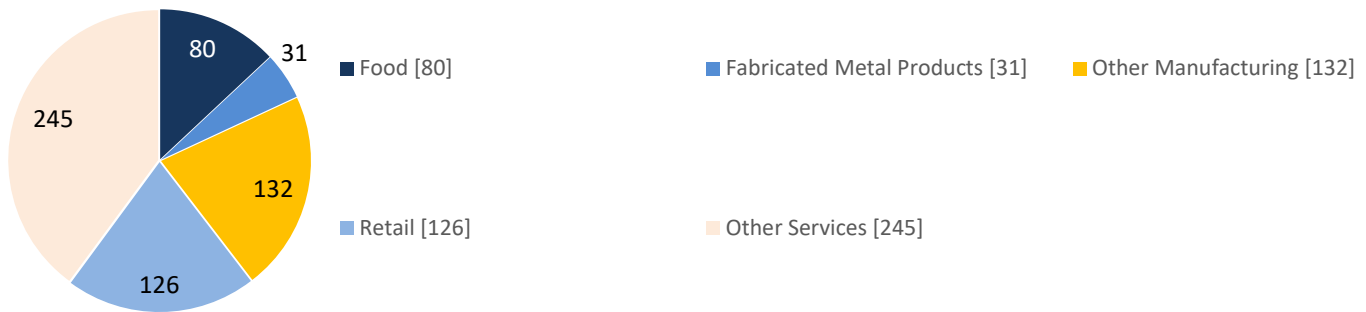 80
31
245
132
126
Food [80]
Fabricated Metal Products [31]
Other Manufacturing [132]
Retail [126]
Other Services [245]